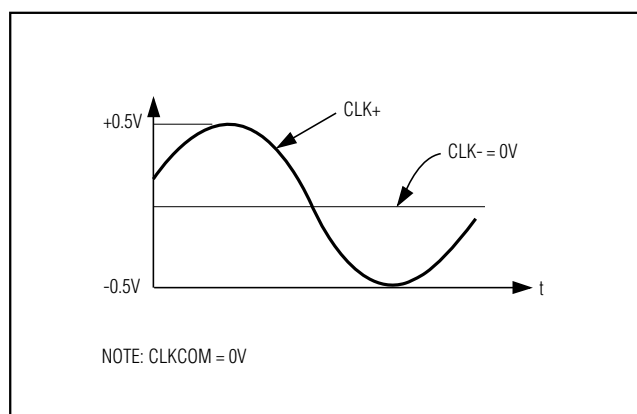 +0.5V
CLK+
CLK- = 0V
-0.5V
t
NOTE: CLKCOM = 0V